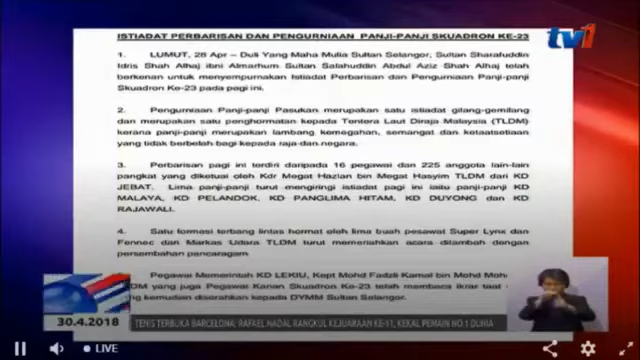 ISTIADAT PERBARISAN DAN PENGURNIAAN PANJI-PANJI SKUADRON KE-23
tv1
1. LUMUT, 28 Apr – Duli Yang Maha Mulia Sultan Selangor, Sultan Sharafuddin
Idris Shah Alhaj ibni Almarhum Sultan Salahuddin Abdul Aziz Shah Alhaj telah
berkenan untuk menyempurnakan Istiadat Perbarisan dan Pengurniaan Panji-panji
Skuadron Ke-23 pada pagi ini.
2. Pengurniaan Panji-panji Pasukan merupakan satu istiadat gilang-gemilang
dan merupakan satu penghormatan kepada Tentera Laut Diraja Malaysia (TLDM)
kerana panji-panji merupakan lambang kemegahan, semangat dan ketaatsetiaan
yang tidak berbelah bagi kepada raja dan negara.
3. Perbarisan pagi ini terdiri daripada 16 pegawai dan 225 anggota lain-lain
pangkat yang diketuai oleh Kdr Megat Hazlan bin Megat Hasyim TLDM dari KD
JEBAT. Lima panji-panji turut mengiringi istiadat pagi ini iaitu panji-panji KD
MALAYA, KD PELANDOK, KD PANGLIMA HITAM, KD DUYONG dan KD
RAJAWALI.
4. Satu formasi terbang lintas hormat oleh lima buah pesawat Super Lynx dan
Fennec dan Markas Udara TLDM turut memeriahkan acara ditambah dengan
persembahan pancaragam
Pegawai Memerintah KD LEKIU, Kept Mohd Fadzli Kamal bin Mohd
yang juga Pegawai Kanan Skuadron Ke-23 telah membaca ikrar taat
kemudian diserahkan kepada DYMM Sultan Selangor.
30.4.2018
TENIS TERBUKA BARCELONA: RAFAEL NADAL RANGKUL KEJUARAAN KE-11, KEKAL PEMAIN NO.1 DUNIA
LIVE